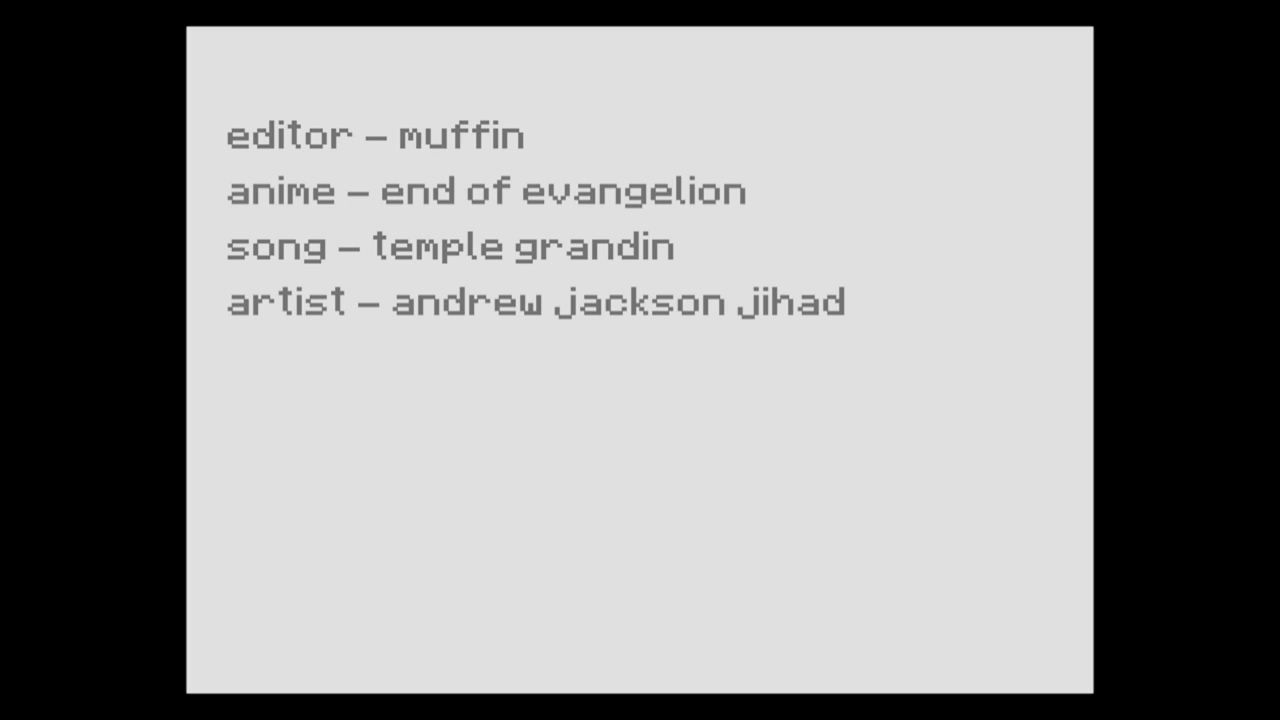 editor – muffin
anime – end of evangelion
song – temple grandin
artist – andrew jackson jihad